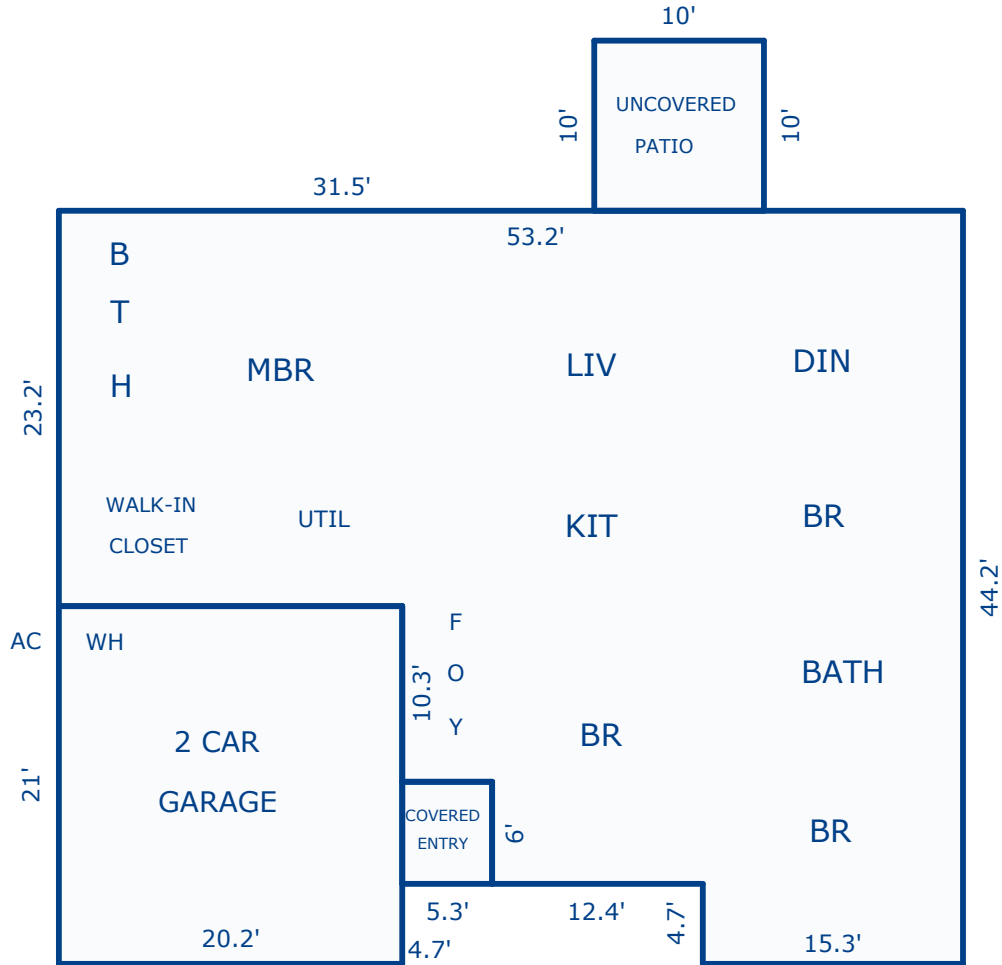 10'
UNCOVERED
PATIO
10'
10'
31.5'
53.2'
B
T
H
MBR
LIV
DIN
23.2'
WALK-IN
CLOSET
UTIL
KIT
BR
44.2'
AC
WH
F
O
Y
10.3'
BATH
2 CAR
GARAGE
BR
21'
COVERED
ENTRY
6'
BR
5.3'
12.4'
4.7'
20.2'
4.7'
15.3'